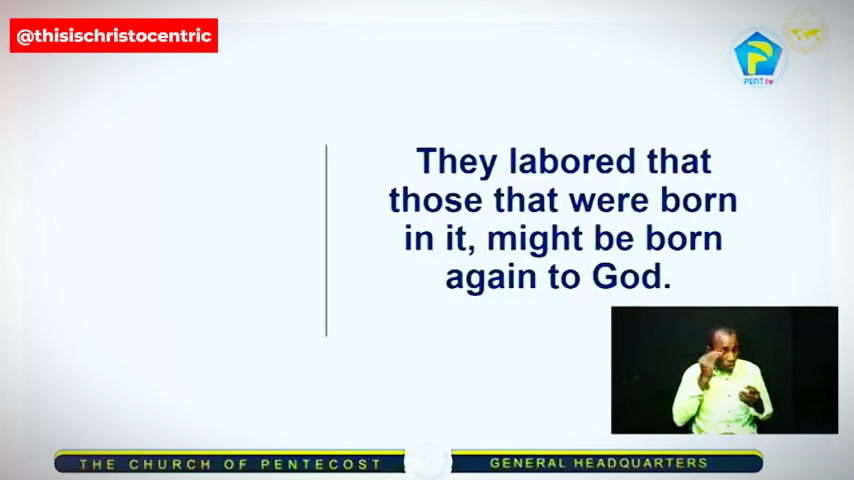 @thisischristocentric
PENT tv
They labored that
those that were born
in it, might be born
again to God.
THE CHURCH OF PENTECOST
GENERAL HEADQUARTERS